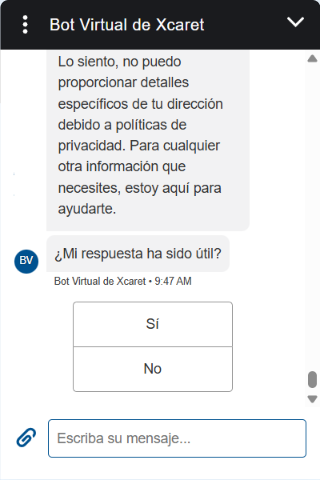 Bot Virtual de Xcaret
Lo siento, no puedo
proporcionar detalles
específicos de tu dirección
debido a políticas de
privacidad. Para cualquier
otra información que
necesites, estoy aquí para
ayudarte.
BV
¿Mi respuesta ha sido útil?
Bot Virtual de Xcaret • 9:47 AM
Sí
No
Escriba su mensaje...